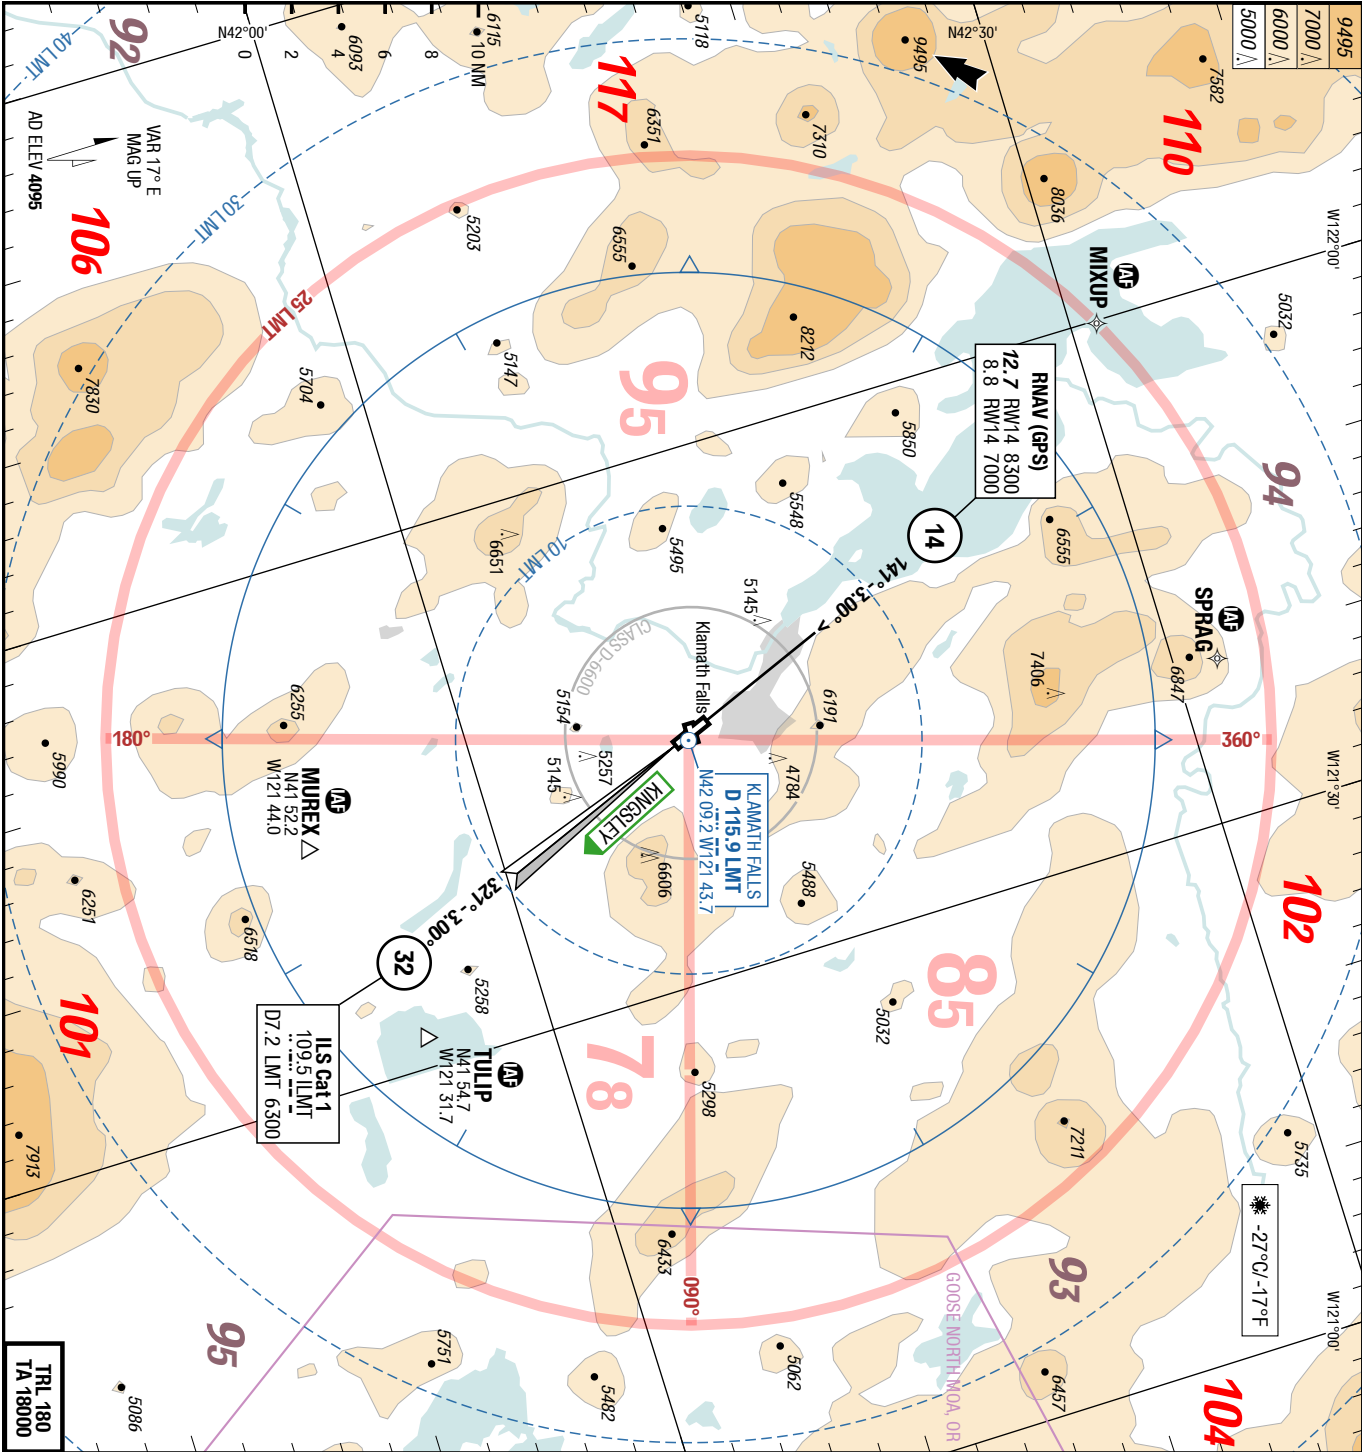 9495
7000
6000
5000
N42°00'
N42°30'
W122°00'
W121°30'
W121°00'
0
2
4
6
8
10 NM
92
40 LMT
30 LMT
25 LMT
10 LMT
VAR 17° E
MAG UP
AD ELEV 4095
106
117
110
94
102
104
93
95
101
95
85
78
6093
6115
5118
9495
7582
7310
6351
8036
5203
6555
8212
5032
5147
5704
7830
5850
5548
5495
6651
6555
7406
6847
5145
6191
4784
5154
5257
5145
6606
5488
6255
5990
6251
6518
5258
5032
5298
7211
5735
7913
6433
5751
5482
5062
6457
5086
IAF
MIXUP
IAF
SPRAG
RNAV (GPS)
12.7 RW14 8300
8.8 RW14 7000
14
141°-3.00°
CLASS D-6600
Klamath Falls
KLAMATH FALLS
D 115.9 LMT
N42 09.2 W121 43.7
KINGSLEY
180°
360°
090°
IAF
MUREX
N41 52.2
W121 44.0
321°-3.00°
32
IAF
TULIP
N41 54.7
W121 31.7
ILS Cat 1
109.5 ILMT
D7.2 LMT 6300
-27°C/-17°F
GOOSE NORTH MOA, OR
TRL 180
TA 18000